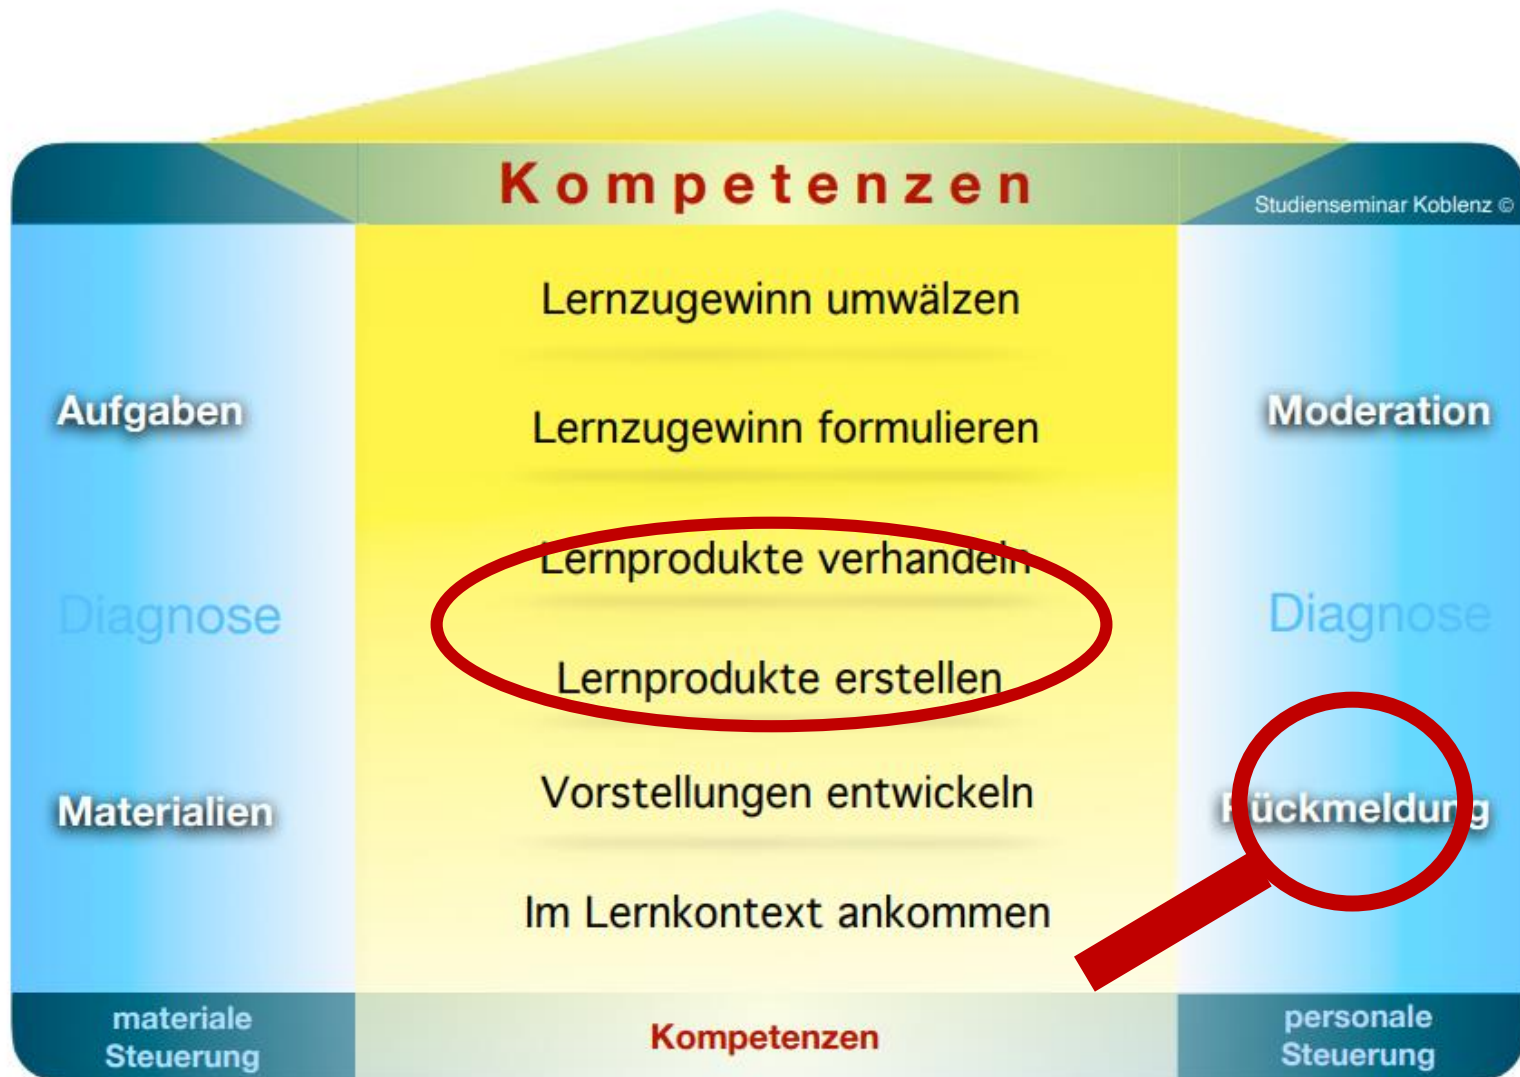 Kompetenzen
Studienseminar Koblenz ©
Lernzugewinn umwälzen
Aufgaben
Lernzugewinn formulieren
Moderation
Lernprodukte verhandeln
Diagnose
Diagnose
Lernprodukte erstellen
Materialien
Vorstellungen entwickeln
Rückmeldung
Im Lernkontext ankommen
materiale
Steuerung
Kompetenzen
personale
Steuerung